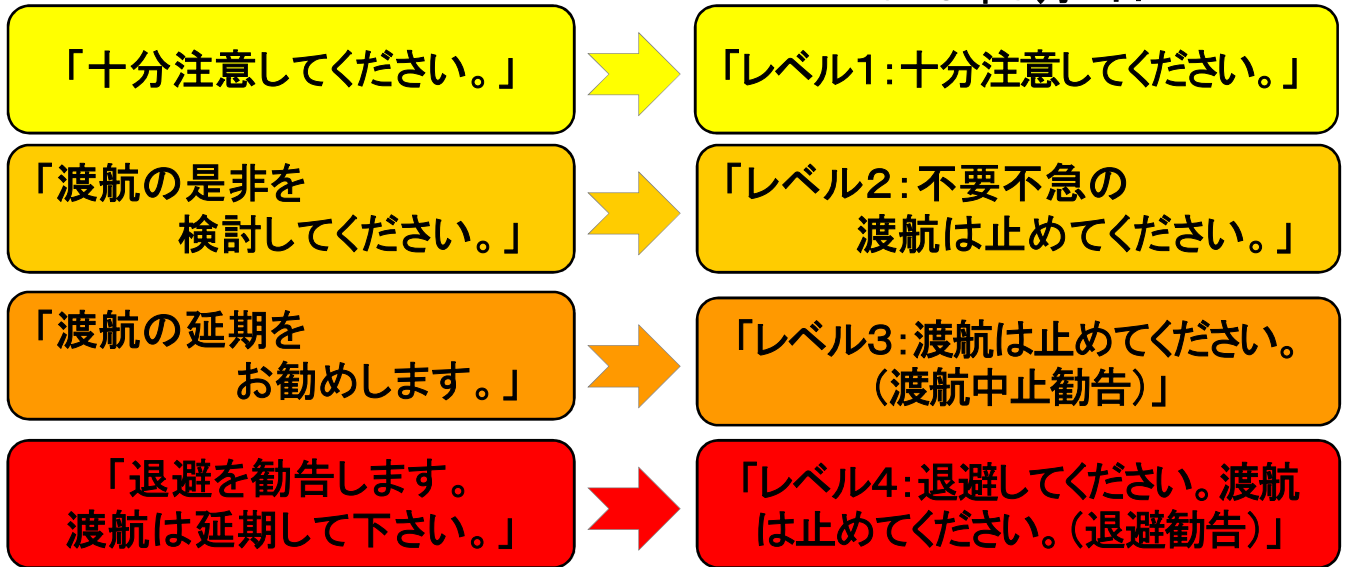 「十分注意してください。」
「レベル１：十分注意してください。」
「渡航の是非を
検討してください。」
「レベル２：不要不急の
渡航は止めてください。」
「渡航の延期を
お勧めします。」
「レベル３：渡航は止めてください。
（渡航中止勧告）」
「退避を勧告します。
渡航は延期して下さい。」
「レベル４：退避してください。渡航
は止めてください。（退避勧告）」